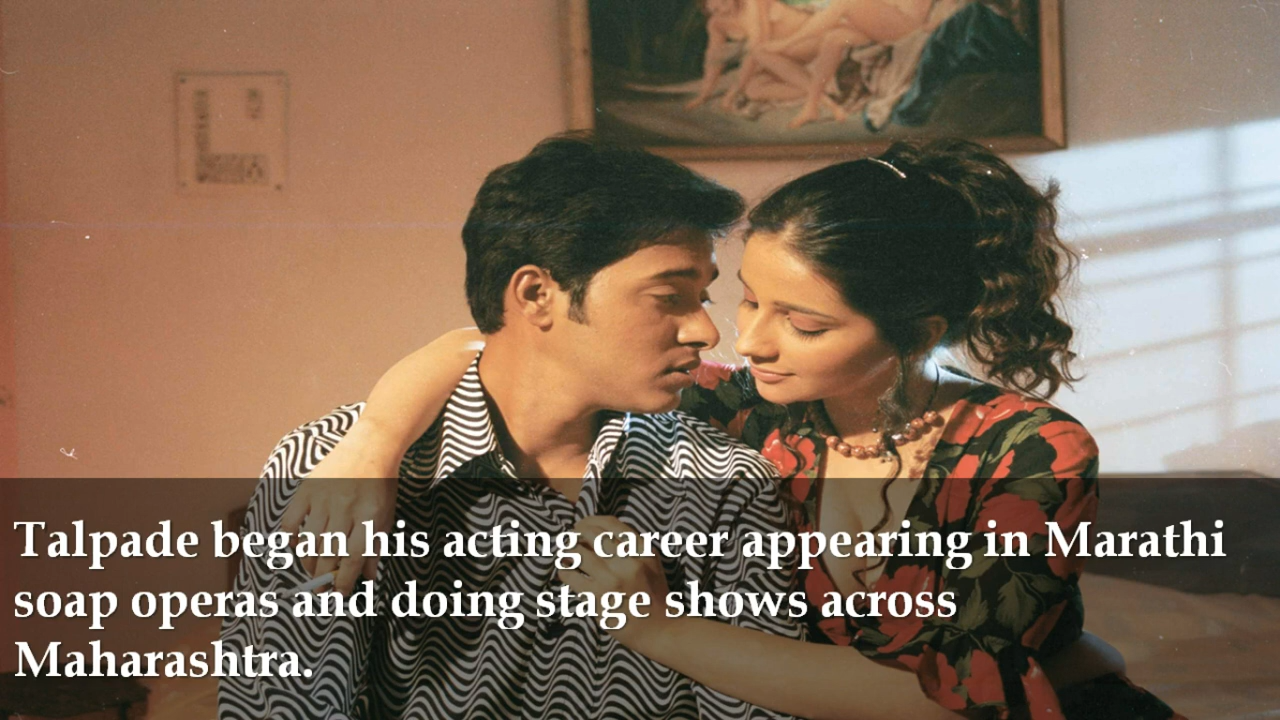 Talpade began his acting career appearing in Marathi
soap operas and doing stage shows across
Maharashtra.